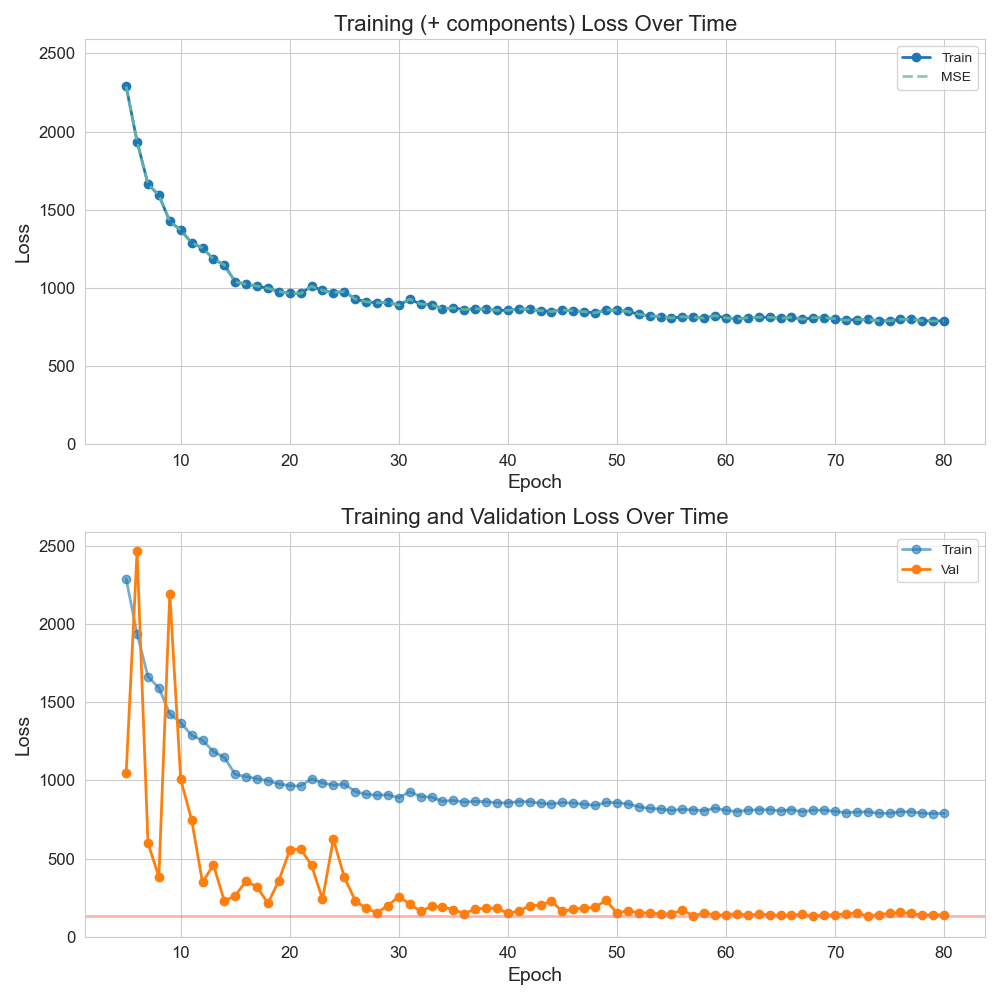 Training (+ components) Loss Over Time
2500
2000
1500
1000
500
0
Loss
Train
MSE
10 20 30 40 50 60 70 80
Epoch
Training and Validation Loss Over Time
2500
2000
1500
1000
500
0
Loss
Train
Val
10 20 30 40 50 60 70 80
Epoch